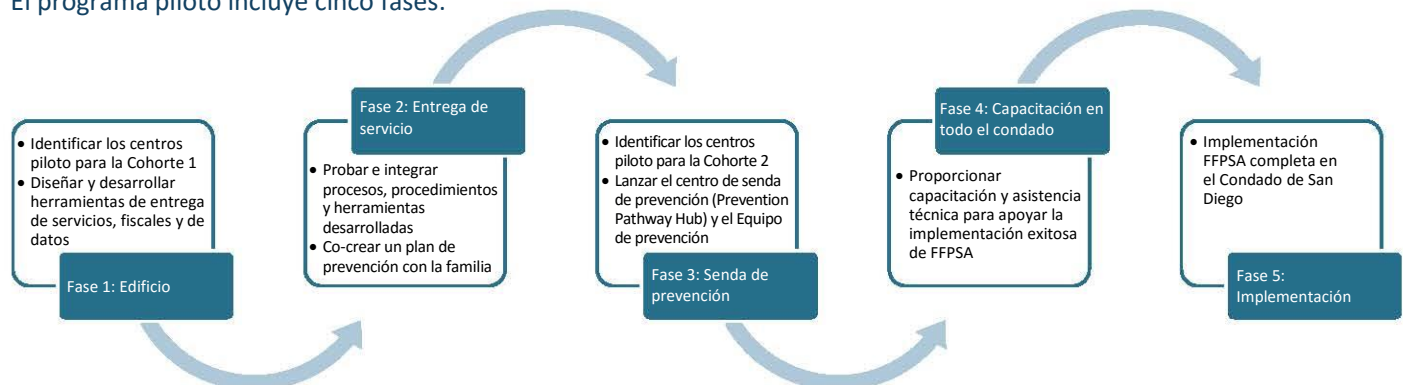 El programa piloto incluye cinco fases:
• Identificar los centros
piloto para la Cohorte 1
• Diseñar y desarrollar
herramientas de entrega
de servicios, fiscales y de
datos
Fase 1: Edificio
Fase 2: Entrega de
servicio
• Probar e integrar
procesos, procedimientos
y herramientas
desarrolladas
• Co-crear un plan de
prevención con la familia
• Identificar los centros
piloto para la Cohorte 2
• Lanzar el centro de senda
de prevención (Prevention
Pathway Hub) y el Equipo
de prevención
Fase 3: Senda de
prevención
Fase 4: Capacitación en
todo el condado
• Proporcionar
capacitación y asistencia
técnica para apoyar la
implementación exitosa
de FFPSA
• Implementación
FFPSA completa en
el Condado de San
Diego
Fase 5:
Implementación